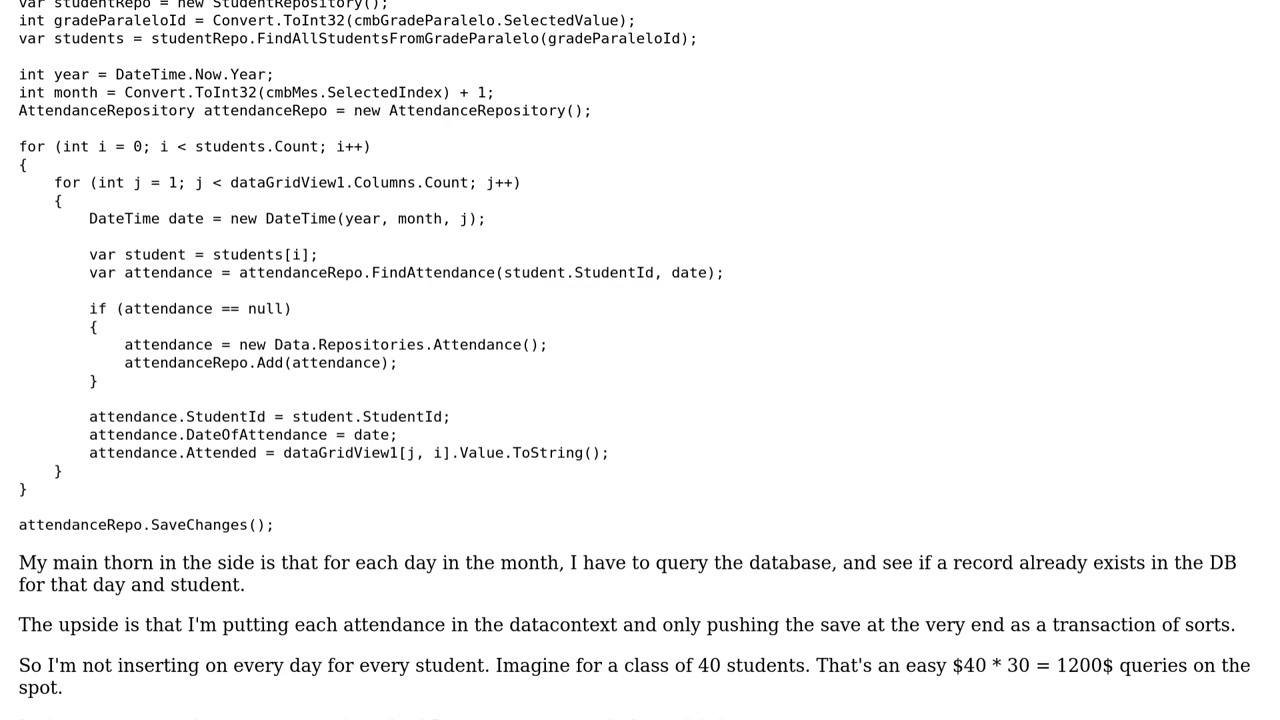 var studentRepo = new StudentRepository();
int gradeParaleloId = Convert.ToInt32(cmbGradeParalelo.SelectedValue);
var students = studentRepo.FindAllStudentsFromGradeParalelo(gradeParaleloId);

int year = DateTime.Now.Year;
int month = Convert.ToInt32(cmbMes.SelectedIndex) + 1;
AttendanceRepository attendanceRepo = new AttendanceRepository();

for (int i = 0; i < students.Count; i++)
{
    for (int j = 1; j < dataGridView1.Columns.Count; j++)
    {
        DateTime date = new DateTime(year, month, j);

        var student = students[i];
        var attendance = attendanceRepo.FindAttendance(student.StudentId, date);

        if (attendance == null)
        {
            attendance = new Data.Repositories.Attendance();
            attendanceRepo.Add(attendance);
        }

        attendance.StudentId = student.StudentId;
        attendance.DateOfAttendance = date;
        attendance.Attended = dataGridView1[j, i].Value.ToString();
    }
}

attendanceRepo.SaveChanges();
My main thorn in the side is that for each day in the month, I have to query the database, and see if a record already exists in the DB
for that day and student.
The upside is that I'm putting each attendance in the datacontext and only pushing the save at the very end as a transaction of sorts.
So I'm not inserting on every day for every student. Imagine for a class of 40 students. That's an easy $40 * 30 = 1200$ queries on the
spot.